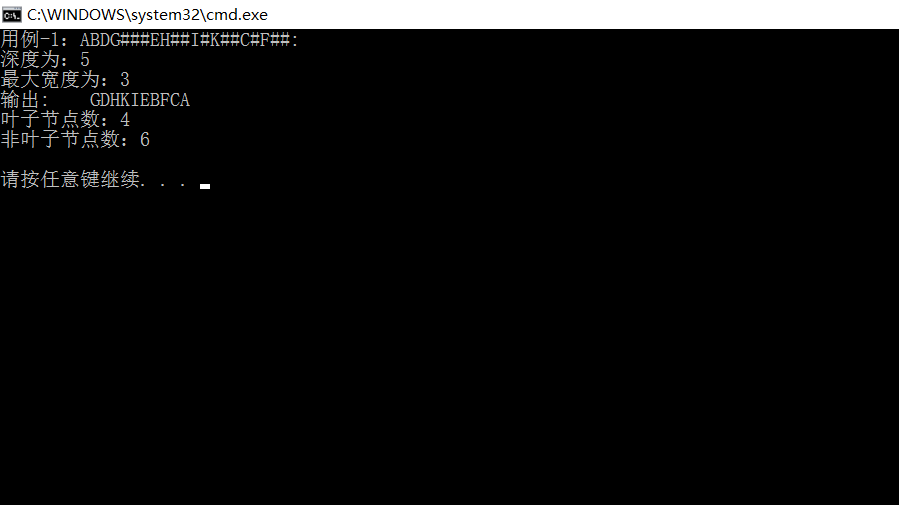 C:\WINDOWS\system32\cmd.exe
用例-1：ABDG###EH##I#K##C#F##:
深度为：5
最大宽度为：3
输出:    GDHKIEBFCA
叶子节点数：4
非叶子节点数：6
请按任意键继续. . .